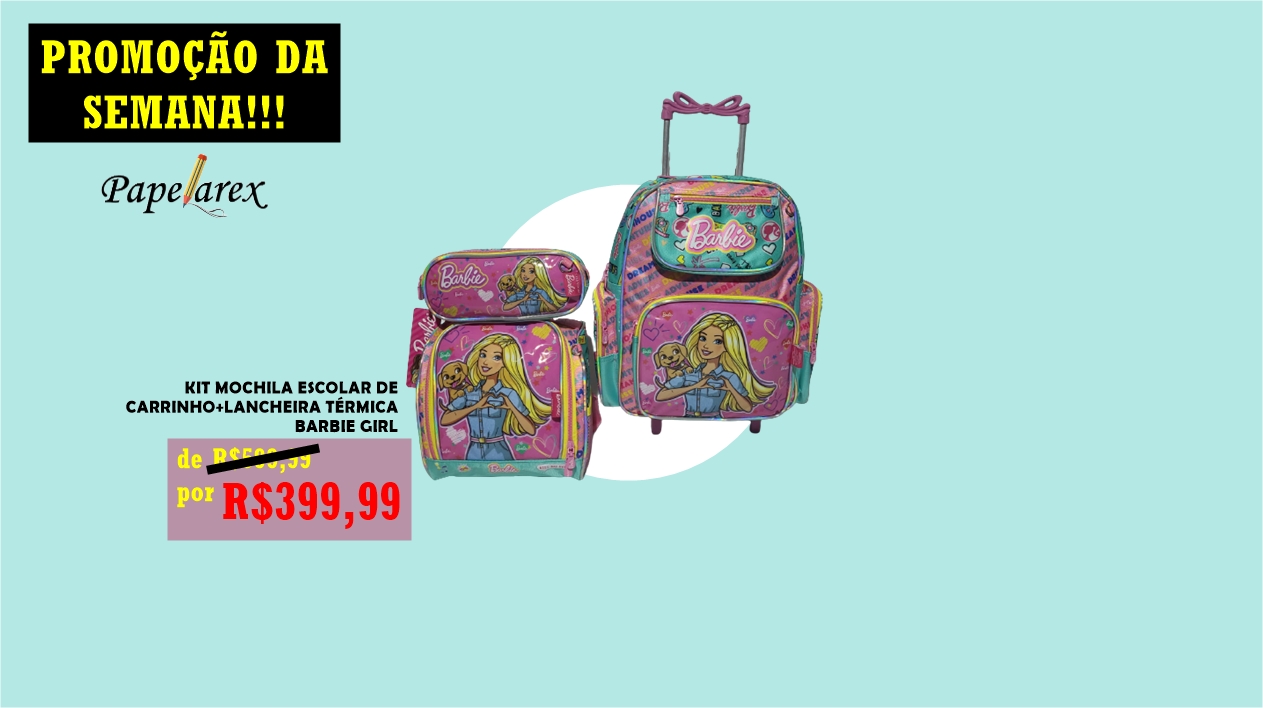 PROMOÇÃO DA
SEMANA!!!
Papelarex
Barbie
Barbie
Barbie
Barbie
KIT MOCHILA ESCOLAR DE
CARRINHO+LANCHEIRA TÉRMICA
BARBIE GIRL
de
por R$399,99